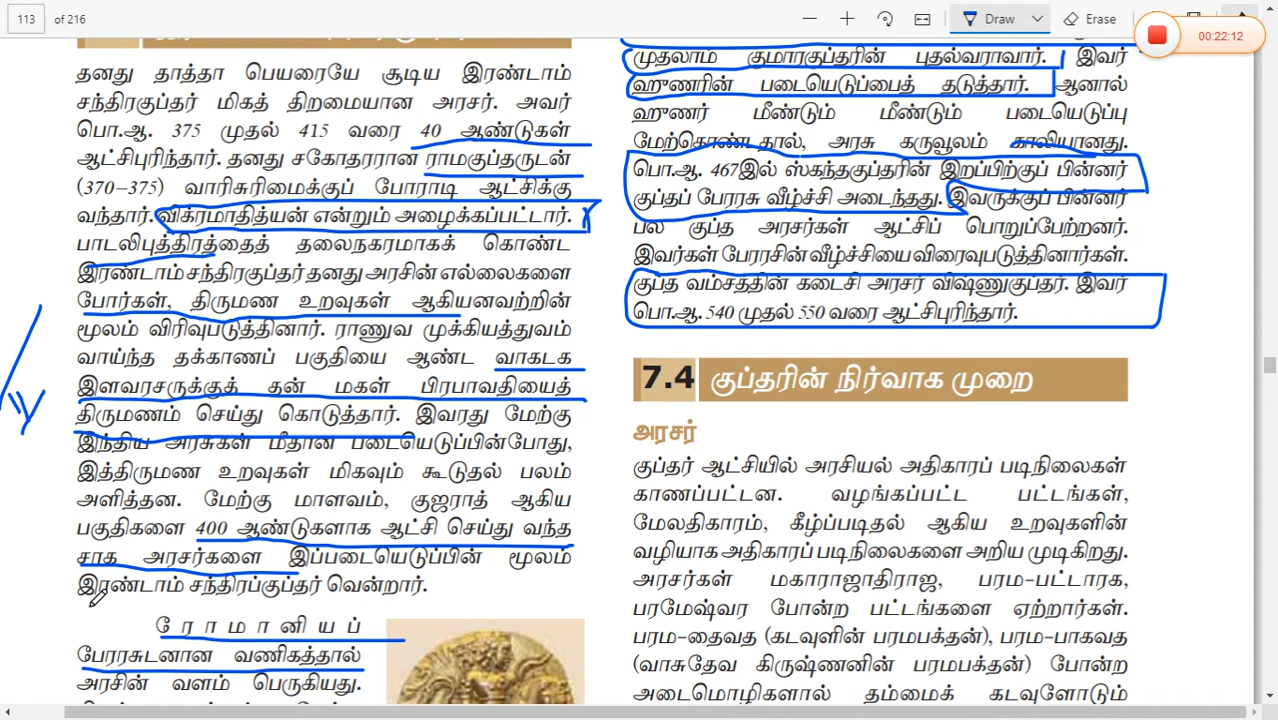 113 of 216
Draw
Erase
00:22:12
தனது தாத்தா பெயரையே சூடிய இரண்டாம்
சந்திரகுப்தர் மிகத் திறமையான அரசர். அவர்
பொ.ஆ. 375 முதல் 415 வரை 40 ஆண்டுகள்
ஆட்சிபுரிந்தார். தனது சகோதரரான ராமகுப்தருடன்
(370–375) வாரிசுரிமைக்குப் போராடி ஆட்சிக்கு
வந்தார். விக்ரமாதித்யன் என்றும் அழைக்கப்பட்டார்.
பாடலிபுத்திரத்தைத் தலைநகரமாகக் கொண்ட
இரண்டாம் சந்திரகுப்தர் தனது அரசின் எல்லைகளை
போர்கள், திருமண உறவுகள் ஆகியனவற்றின்
மூலம் விரிவுபடுத்தினார். ராணுவ முக்கியத்துவம்
வாய்ந்த தக்காணப் பகுதியை ஆண்ட வாகடக
இளவரசருக்குத் தன் மகள் பிரபாவதியைத்
திருமணம் செய்து கொடுத்தார். இவரது மேற்கு
இந்திய அரசுகள் மீதான படையெடுப்பின்போது,
இத்திருமண உறவுகள் மிகவும் கூடுதல் பலம்
அளித்தன. மேற்கு மாளவம், குஜராத் ஆகிய
பகுதிகளை 400 ஆண்டுகளாக ஆட்சி செய்து வந்த
சாக அரசர்களை இப்படையெடுப்பின் மூலம்
இரண்டாம் சந்திரப்குப்தர் வென்றார்.
ரோமானியப்
பேரரசுடனான வணிகத்தால்
அரசின் வளம் பெருகியது.
முதலாம் குமாரகுப்தரின் புதல்வராவார். இவர்
ஹுணரின் படையெடுப்பைத் தடுத்தார். ஆனால்
ஹுணர் மீண்டும் மீண்டும் படையெடுப்பு
மேற்கொண்டதால், அரசு கருவூலம் காலியானது.
பொ.ஆ. 467இல் ஸ்கந்தகுப்தரின் இறப்பிற்குப் பின்னர்
குப்தப் பேரரசு வீழ்ச்சி அடைந்தது. இவருக்குப் பின்னர்
பல குப்த அரசர்கள் ஆட்சிப் பொறுப்பேற்றனர்.
இவர்கள் பேரரசின் வீழ்ச்சியை விரைவுபடுத்தினார்கள்.
குபத வம்சத்தின் கடைசி அரசர் விஷ்ணுகுப்தர். இவர்
பொ.ஆ. 540 முதல் 550 வரை ஆட்சிபுரிந்தார்.
7.4 குப்தரின் நிர்வாக முறை
அரசர்
குப்தர் ஆட்சியில் அரசியல் அதிகாரப் படிநிலைகள்
காணப்பட்டன. வழங்கப்பட்ட பட்டங்கள்,
மேலதிகாரம், கீழ்ப்படிதல் ஆகிய உறவுகளின்
வழியாக அதிகாரப் படிநிலைகளை அறிய முடிகிறது.
அரசர்கள் மகாராஜாதிராஜ, பரம-பட்டாரக,
பரமேஷ்வர போன்ற பட்டங்களை ஏற்றார்கள்.
பரம-தைவத (கடவுளின் பரமபக்தன்), பரம-பாகவத
(வாசுதேவ கிருஷ்ணனின் பரமபக்தன்) போன்ற
அடைமொழிகளால் தம்மைக் கடவுளோடும்